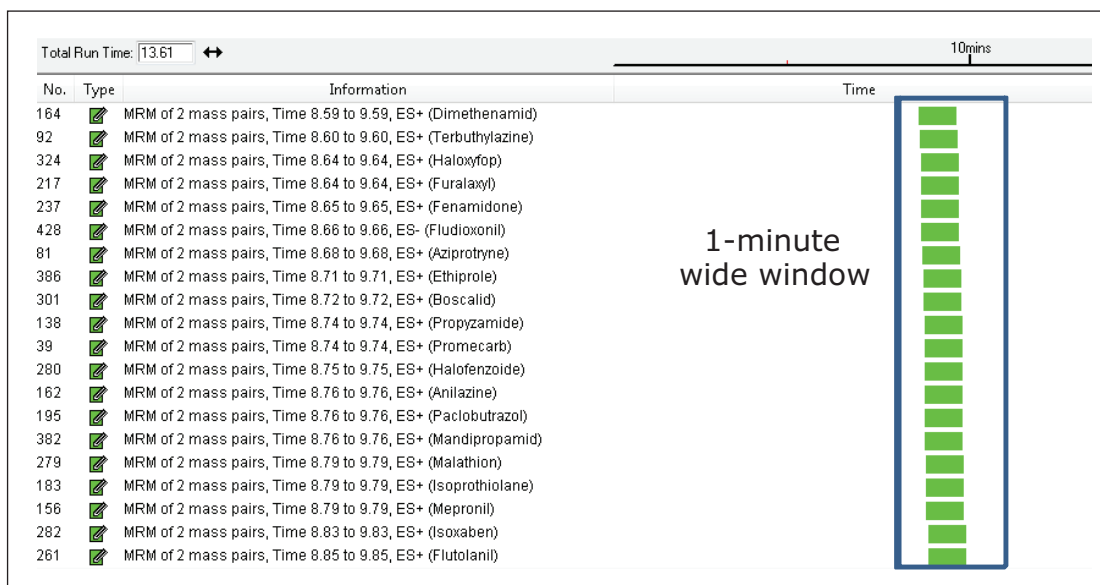 Total Run Time: 13.61 10mins
No. Type Information Time
164 MRM of 2 mass pairs, Time 8.59 to 9.59, ES+ (Dimethenamid)
92 MRM of 2 mass pairs, Time 8.60 to 9.60, ES+ (Terbuthylazine)
324 MRM of 2 mass pairs, Time 8.64 to 9.64, ES+ (Haloxyfop)
217 MRM of 2 mass pairs, Time 8.64 to 9.64, ES+ (Furalaxyl)
237 MRM of 2 mass pairs, Time 8.65 to 9.65, ES+ (Fenamidone)
428 MRM of 2 mass pairs, Time 8.66 to 9.66, ES- (Fludioxonil)
81 MRM of 2 mass pairs, Time 8.68 to 9.68, ES+ (Aziprotryne)
386 MRM of 2 mass pairs, Time 8.71 to 9.71, ES+ (Ethiprole)
301 MRM of 2 mass pairs, Time 8.72 to 9.72, ES+ (Boscalid)
138 MRM of 2 mass pairs, Time 8.74 to 9.74, ES+ (Propyzamide)
39 MRM of 2 mass pairs, Time 8.74 to 9.74, ES+ (Promecarb)
280 MRM of 2 mass pairs, Time 8.75 to 9.75, ES+ (Halofenzoide)
162 MRM of 2 mass pairs, Time 8.76 to 9.76, ES+ (Anilazine)
195 MRM of 2 mass pairs, Time 8.76 to 9.76, ES+ (Paclobutrazol)
382 MRM of 2 mass pairs, Time 8.76 to 9.76, ES+ (Mandipropamid)
279 MRM of 2 mass pairs, Time 8.79 to 9.79, ES+ (Malathion)
183 MRM of 2 mass pairs, Time 8.79 to 9.79, ES+ (Isoprothiolane)
156 MRM of 2 mass pairs, Time 8.79 to 9.79, ES+ (Mepronil)
282 MRM of 2 mass pairs, Time 8.83 to 9.83, ES+ (Isoxaben)
261 MRM of 2 mass pairs, Time 8.85 to 9.85, ES+ (Flutolanil)
1-minute
wide window